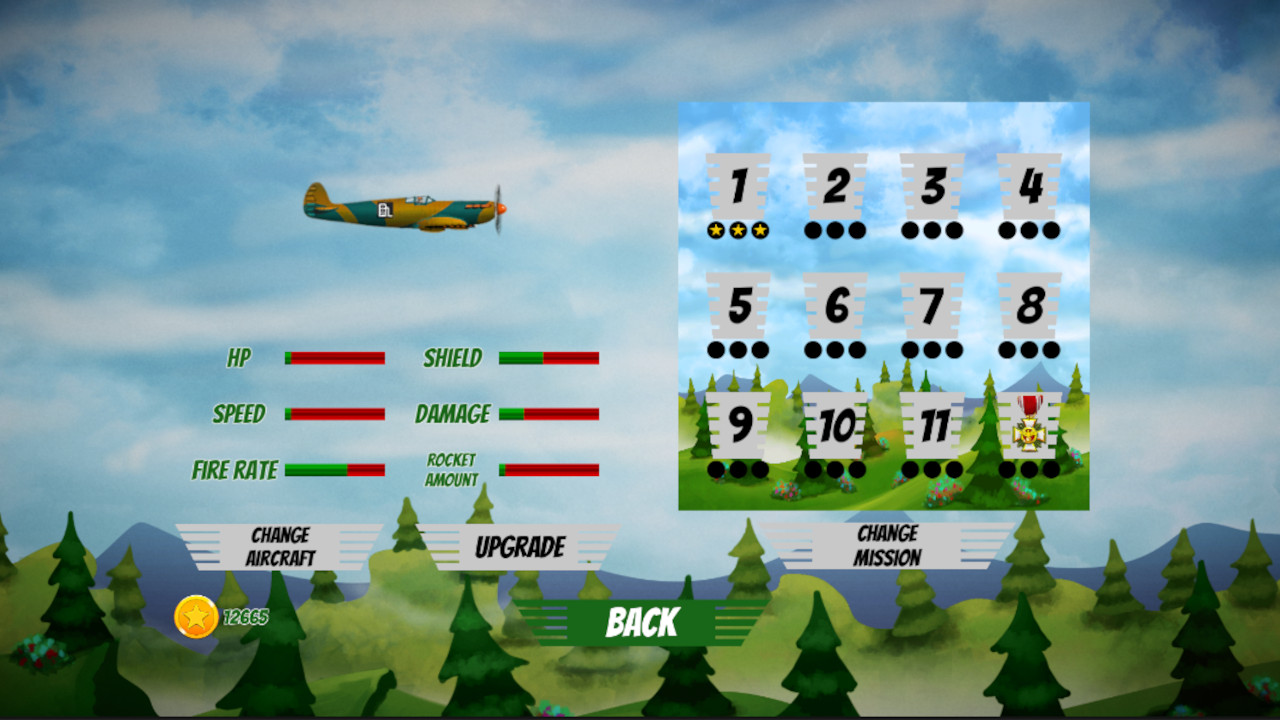 1 2 3 4
5 6 7 8
9 10 11
HP
SHIELD
SPEED
DAMAGE
FIRE RATE
ROCKET
AMOUNT
CHANGE
AIRCRAFT
UPGRADE
CHANGE
MISSION
12665
BACK